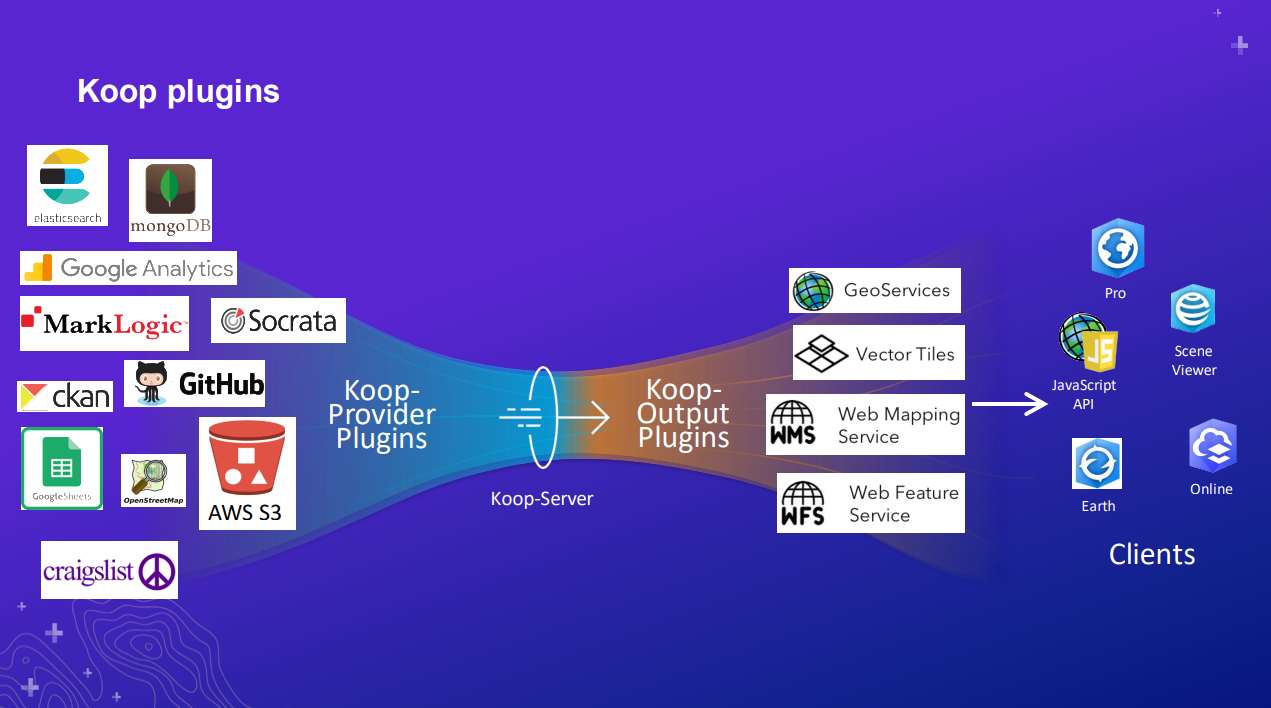 Koop plugins
elasticsearch
mongoDB
Google Analytics
MarkLogic™
Socrata
ckan
GitHub
GoogleSheets
OpenStreetMap
AWS S3
craigslist
Koop-
Provider
Plugins
Koop-Server
Koop-
Output
Plugins
GeoServices
Vector Tiles
WMS
Web Mapping
Service
WFS
Web Feature
Service
Pro
Scene
Viewer
JS
JavaScript
API
Earth
Online
Clients